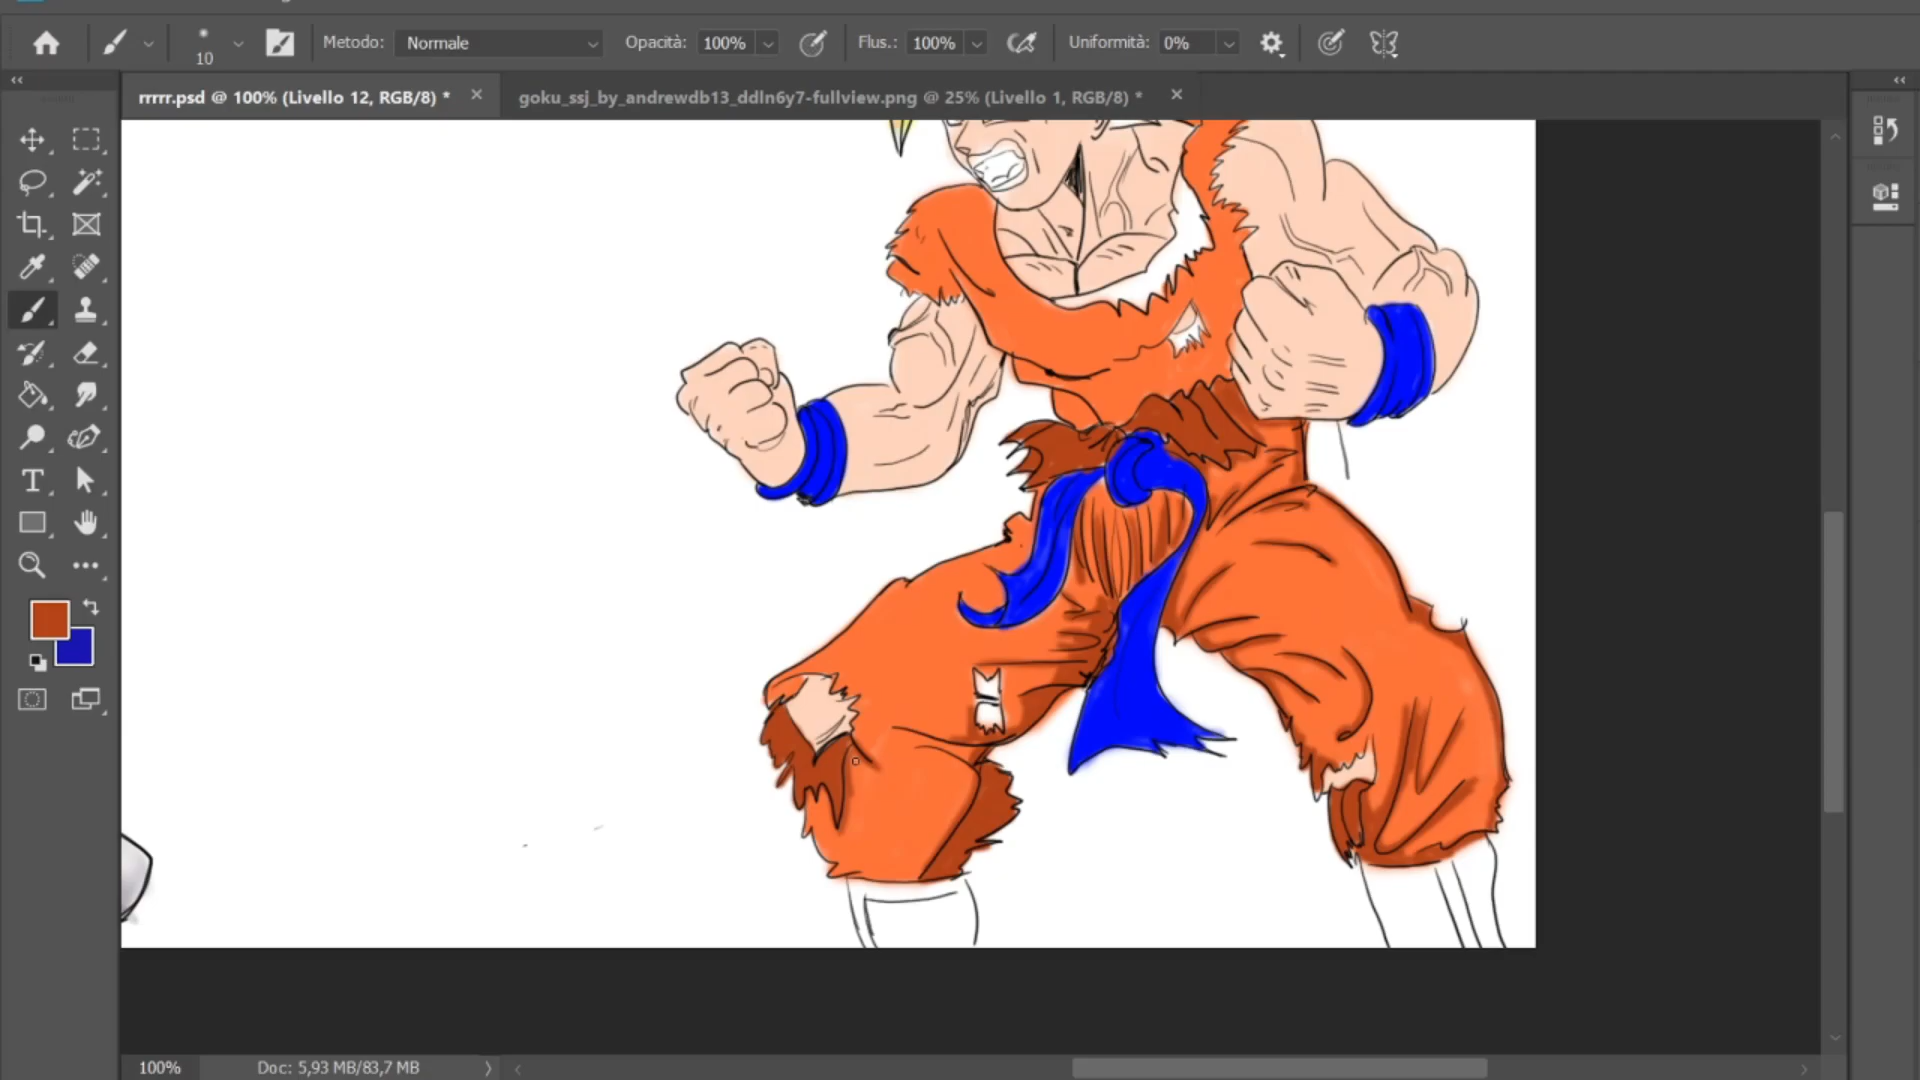 10
Metodo: Normale
Opacità: 100%
Flus.: 100%
Uniformità: 0%
rrrrr.psd @ 100% (Livello 12, RGB/8) *
goku_ssj_by_andrewdb13_ddln6y7-fullview.png @ 25% (Livello 1, RGB/8) *
100%
Doc: 5,93 MB/83,7 MB